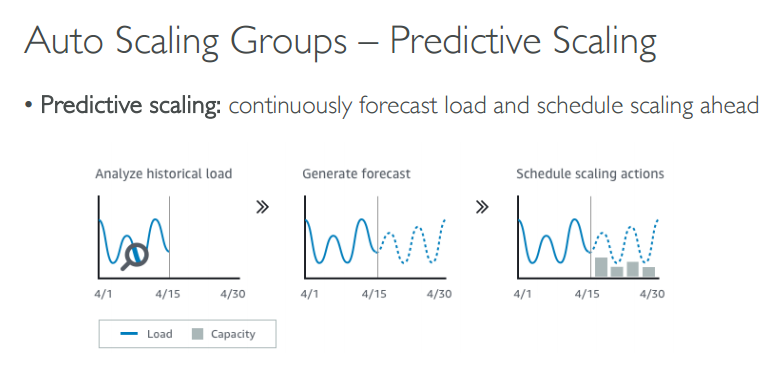 Auto Scaling Groups – Predictive Scaling
• Predictive scaling: continuously forecast load and schedule scaling ahead
Analyze historical load
Generate forecast
Schedule scaling actions
4/1 4/15 4/30
4/1 4/15 4/30
4/1 4/15 4/30
Load Capacity